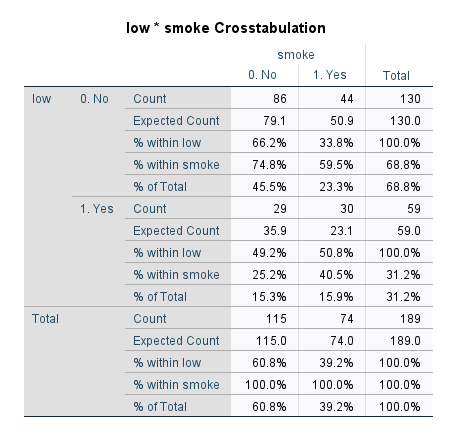 low * smoke Crosstabulation
smoke
0. No 1. Yes Total
low 0. No Count 86 44 130
Expected Count 79.1 50.9 130.0
% within low 66.2% 33.8% 100.0%
% within smoke 74.8% 59.5% 68.8%
% of Total 45.5% 23.3% 68.8%
1. Yes Count 29 30 59
Expected Count 35.9 23.1 59.0
% within low 49.2% 50.8% 100.0%
% within smoke 25.2% 40.5% 31.2%
% of Total 15.3% 15.9% 31.2%
Total Count 115 74 189
Expected Count 115.0 74.0 189.0
% within low 60.8% 39.2% 100.0%
% within smoke 100.0% 100.0% 100.0%
% of Total 60.8% 39.2% 100.0%